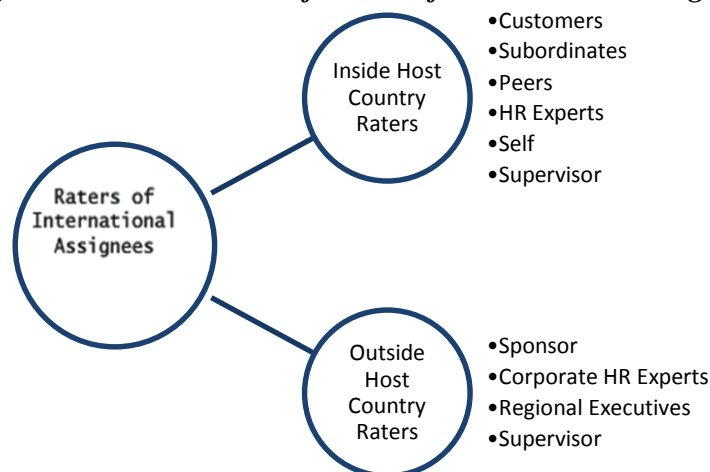 Inside Host
Country
Raters
•Customers
•Subordinates
•Peers
•HR Experts
•Self
•Supervisor
Raters of
International
Assignees
Outside
Host
Country
Raters
•Sponsor
•Corporate HR Experts
•Regional Executives
•Supervisor